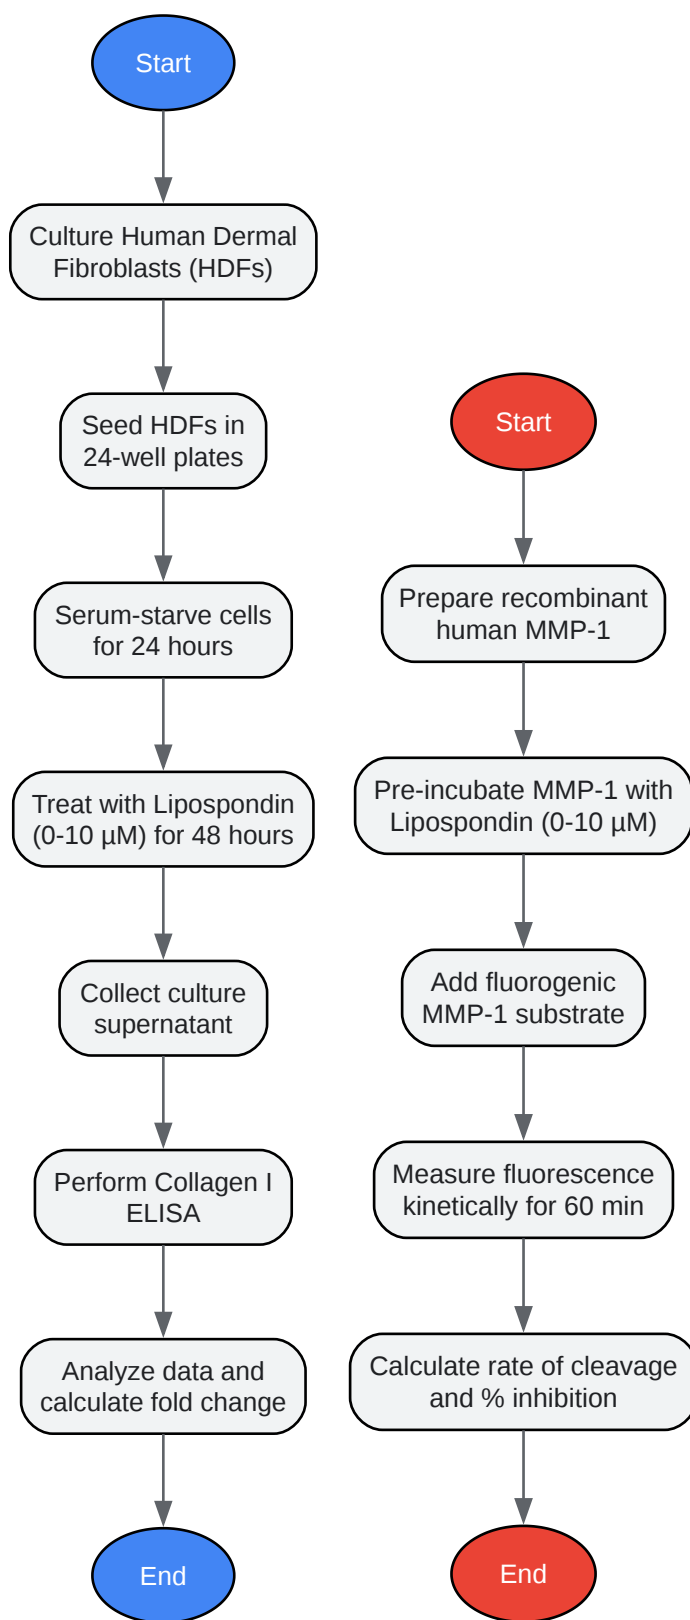 Start
Culture Human Dermal
Fibroblasts (HDFs)
Seed HDFs in
24-well plates
Serum-starve cells
for 24 hours
Treat with Lipospondin
(0-10 µM) for 48 hours
Collect culture
supernatant
Perform Collagen I
ELISA
Analyze data and
calculate fold change
End
Start
Prepare recombinant
human MMP-1
Pre-incubate MMP-1 with
Lipospondin (0-10 µM)
Add fluorogenic
MMP-1 substrate
Measure fluorescence
kinetically for 60 min
Calculate rate of cleavage
and % inhibition
End